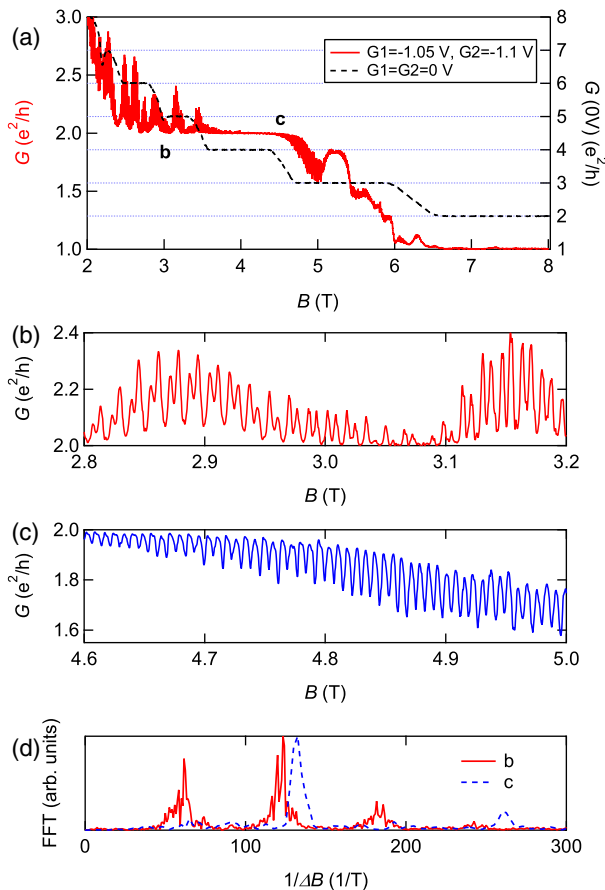 (a)
3.0
2.5
2.0
1.5
1.0
G (e²/h)
G1=-1.05 V, G2=-1.1 V
G1=G2=0 V
b
c
8
7
6
5
4
3
2
1
G (0V) (e²/h)
2 3 4 5 6 7 8
B (T)
(b)
2.4
2.2
2.0
G (e²/h)
2.8 2.9 3.0 3.1 3.2
B (T)
(c)
2.0
1.8
1.6
G (e²/h)
4.6 4.7 4.8 4.9 5.0
B (T)
(d)
FFT (arb. units)
b
c
0 100 200 300
1/ΔB (1/T)